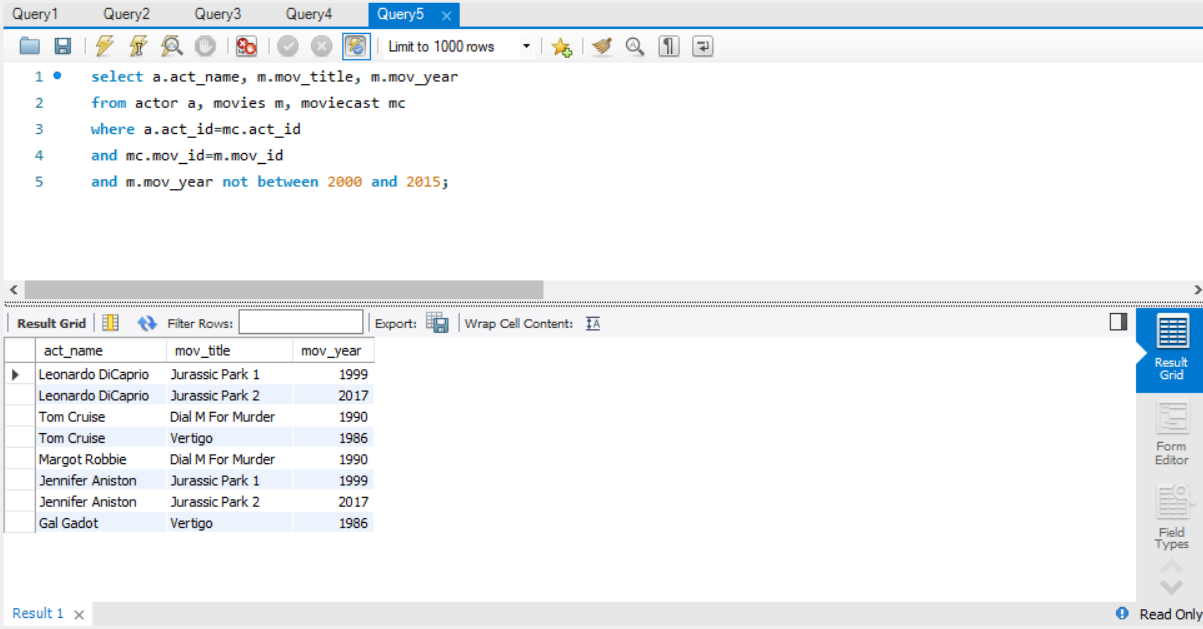 Query1 Query2 Query3 Query4 Query5
Limit to 1000 rows
1 select a.act_name, m.mov_title, m.mov_year
2 from actor a, movies m, moviecast mc
3 where a.act_id=mc.act_id
4 and mc.mov_id=m.mov_id
5 and m.mov_year not between 2000 and 2015;
Result Grid Filter Rows: Export: Wrap Cell Content: IA
act_name mov_title mov_year
Leonardo DiCaprio Jurassic Park 1 1999
Leonardo DiCaprio Jurassic Park 2 2017
Tom Cruise Dial M For Murder 1990
Tom Cruise Vertigo 1986
Margot Robbie Dial M For Murder 1990
Jennifer Aniston Jurassic Park 1 1999
Jennifer Aniston Jurassic Park 2 2017
Gal Gadot Vertigo 1986
Result
Grid
Form
Editor
Field
Types
Result 1 Read Only